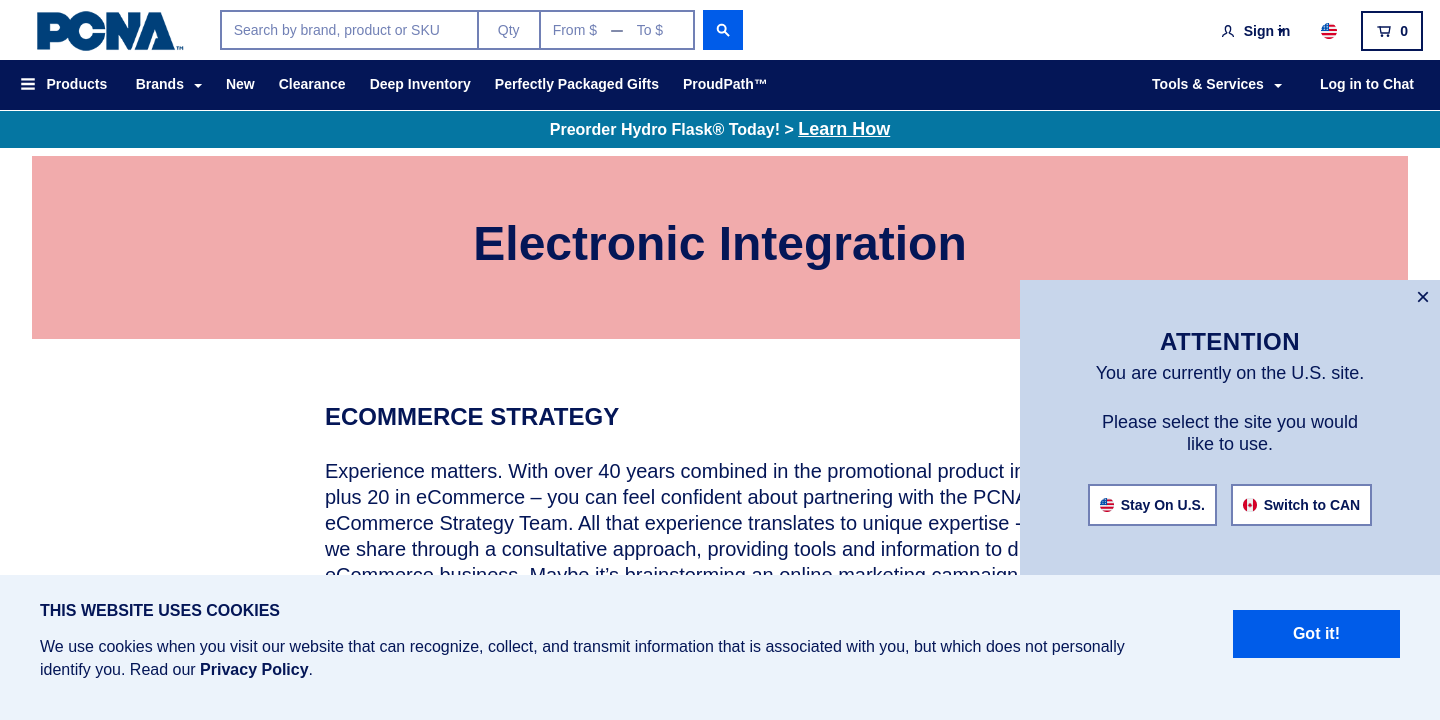 PCNA™
Search by brand, product or SKU
Qty
From $ — To $
Sign in
0
Products
Brands
New
Clearance
Deep Inventory
Perfectly Packaged Gifts
ProudPath™
Tools & Services
Log in to Chat
Preorder Hydro Flask® Today! > Learn How
Electronic Integration
ECOMMERCE STRATEGY
Experience matters. With over 40 years combined in the promotional product
plus 20 in eCommerce – you can feel confident about partnering with the PCNA
eCommerce Strategy Team. All that experience translates to unique expertise
we share through a consultative approach, providing tools and information to
eCommerce business. Maybe it’s brainstorming an online marketing campaign
×
ATTENTION
You are currently on the U.S. site.
Please select the site you would
like to use.
Stay On U.S.
Switch to CAN
THIS WEBSITE USES COOKIES
We use cookies when you visit our website that can recognize, collect, and transmit information that is associated with you, but which does not personally
identify you. Read our Privacy Policy.
Got it!